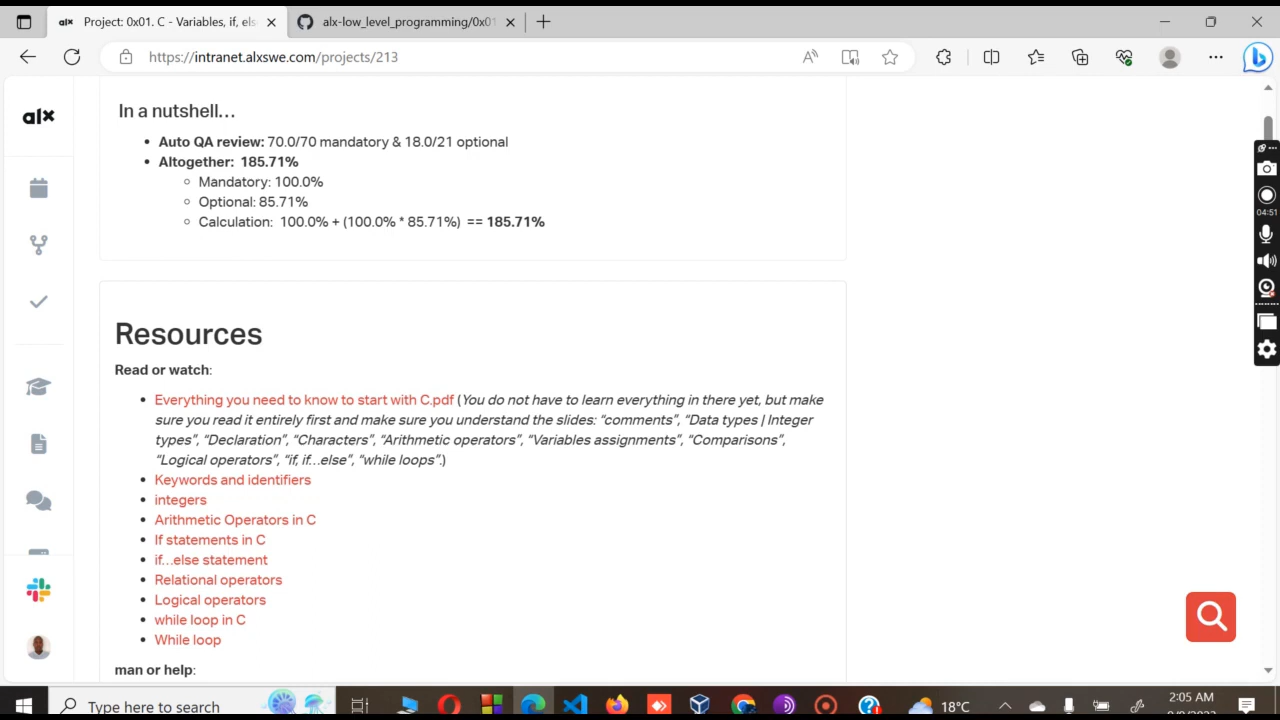 Project: 0x01. C - Variables, if, els
alx-low_level_programming/0x01
https://intranet.alxswe.com/projects/213
alx
In a nutshell…
• Auto QA review: 70.0/70 mandatory & 18.0/21 optional
• Altogether: 185.71%
◦ Mandatory: 100.0%
◦ Optional: 85.71%
◦ Calculation: 100.0% + (100.0% * 85.71%) == 185.71%
04:51
Resources
Read or watch:
• Everything you need to know to start with C.pdf (You do not have to learn everything in there yet, but make
sure you read it entirely first and make sure you understand the slides: “comments”, “Data types | Integer
types”, “Declaration”, “Characters”, “Arithmetic operators”, “Variables assignments”, “Comparisons”,
“Logical operators”, “if, if…else”, “while loops”.)
• Keywords and identifiers
• integers
• Arithmetic Operators in C
• If statements in C
• if…else statement
• Relational operators
• Logical operators
• while loop in C
• While loop
man or help:
Type here to search
18°C
2:05 AM